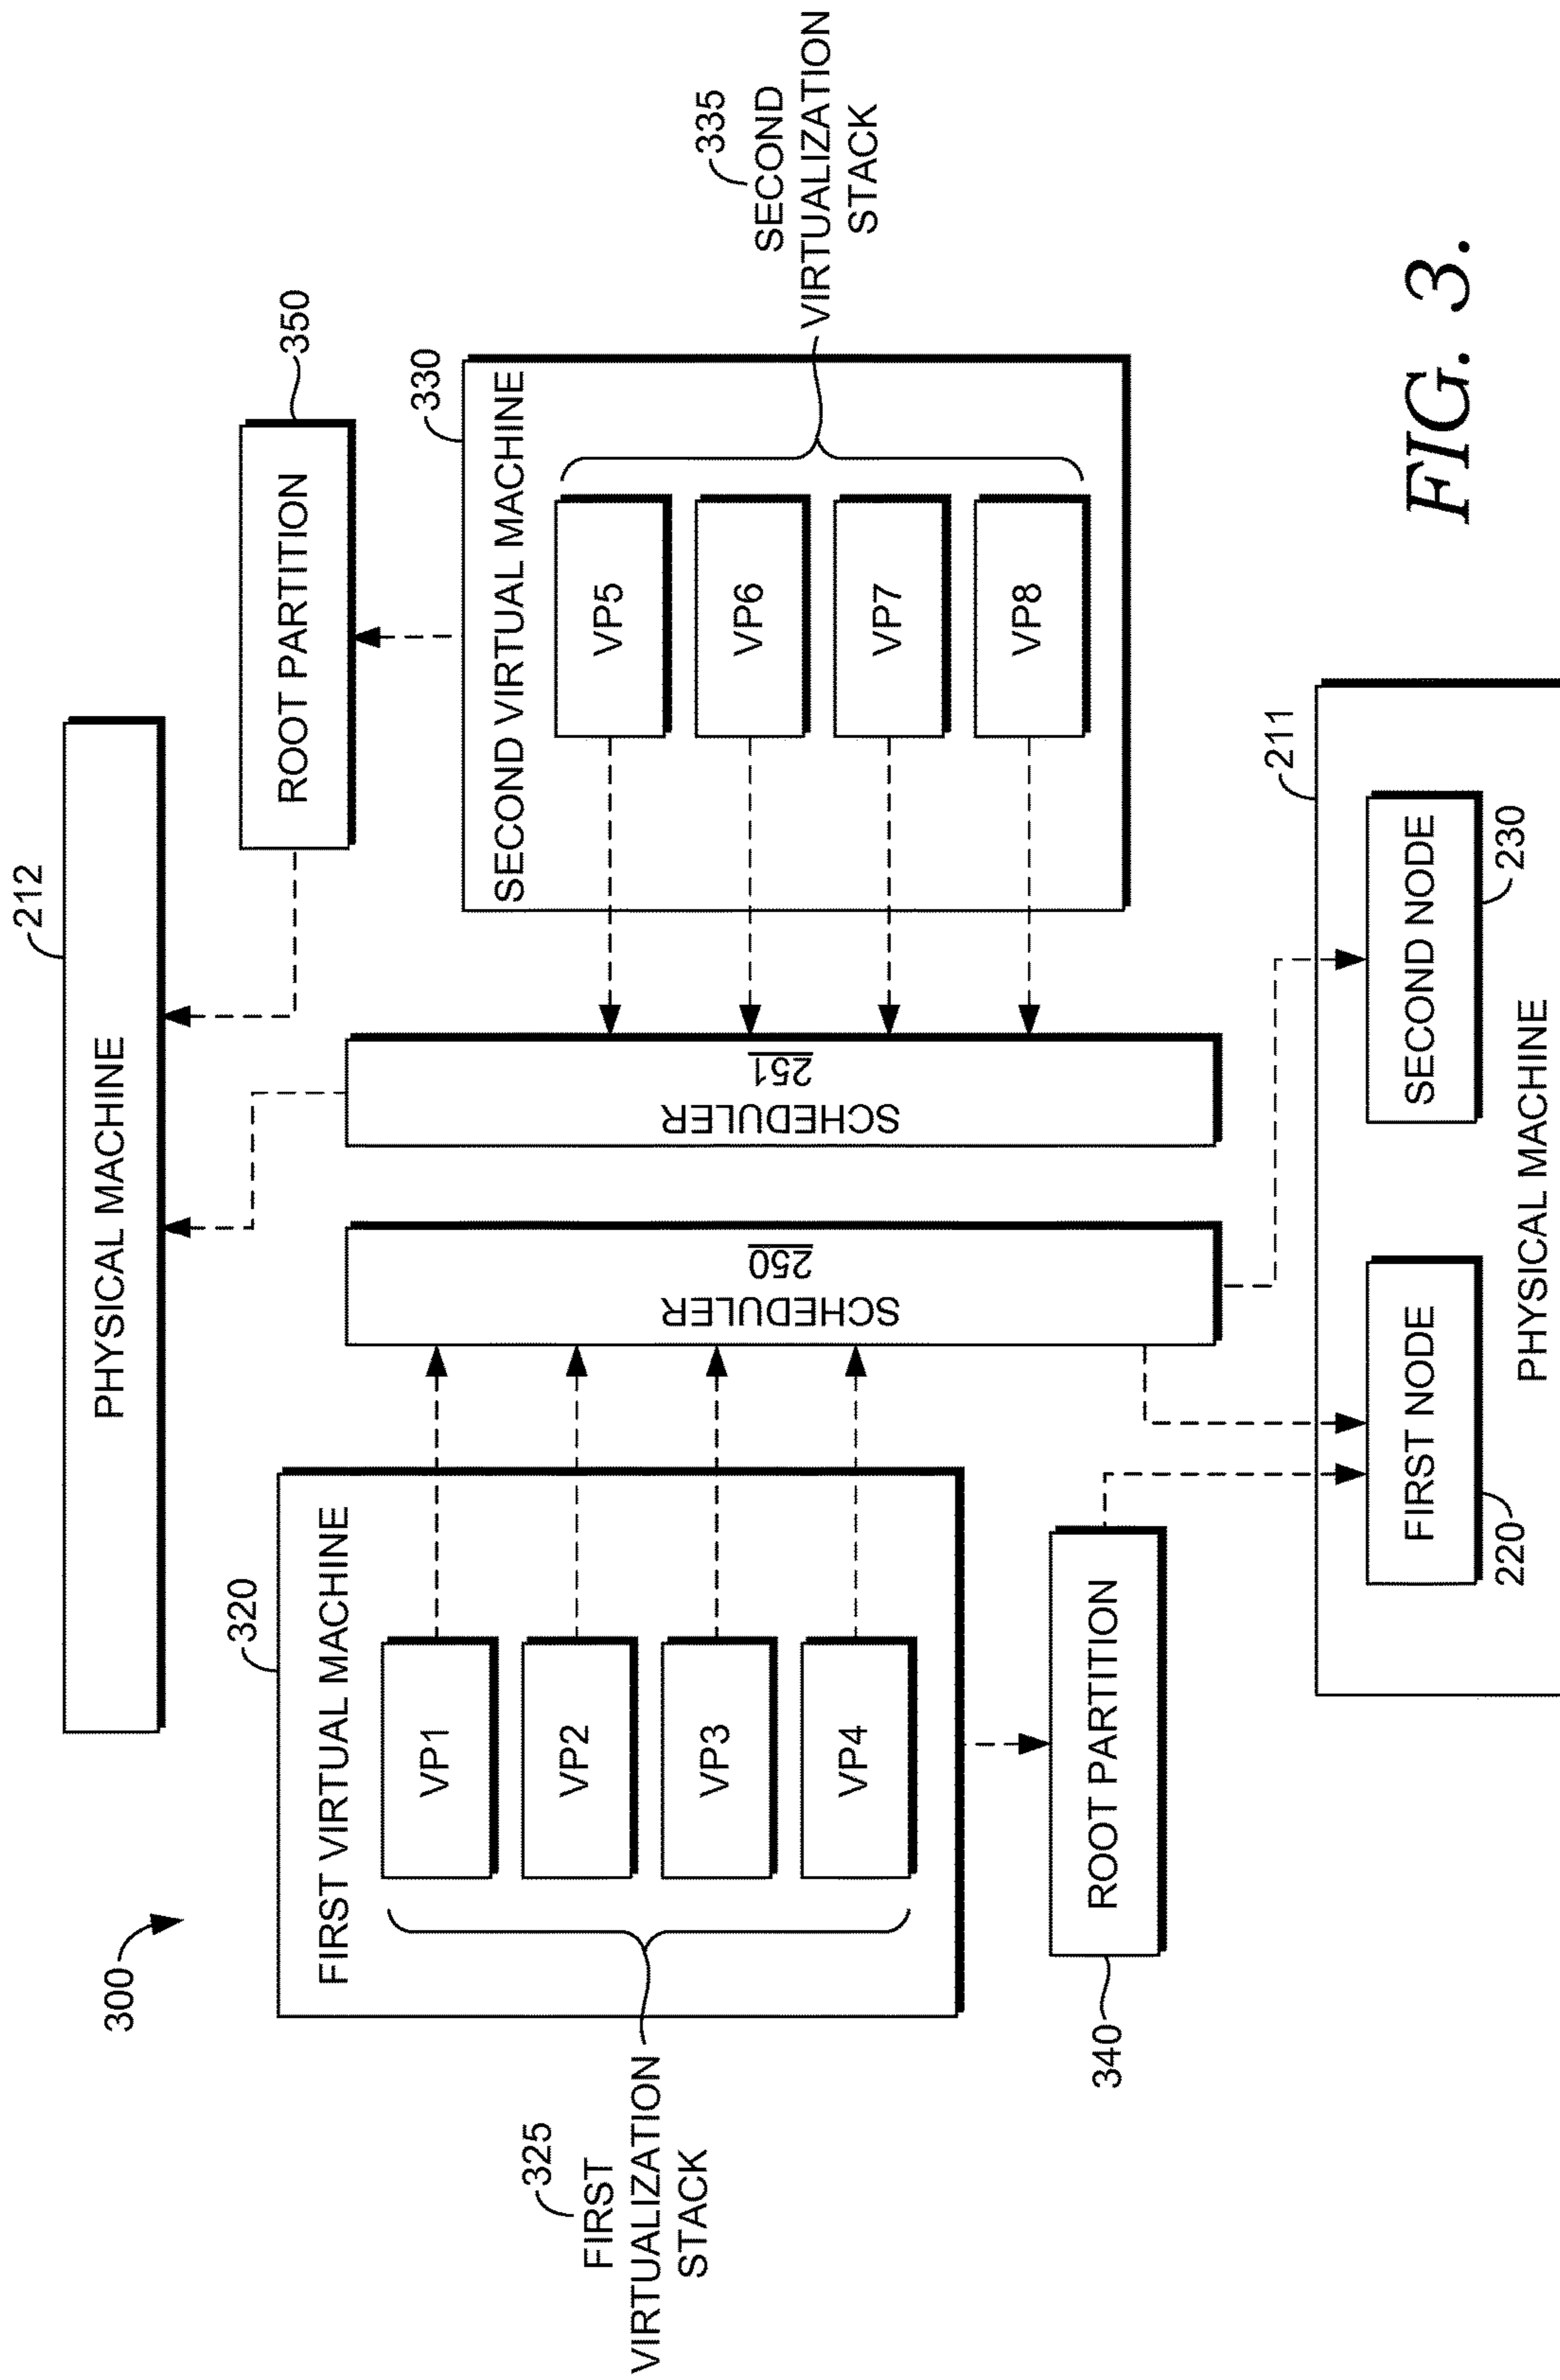 300
212
PHYSICAL MACHINE
320
FIRST VIRTUAL MACHINE
VP1
VP2
VP3
VP4
325
FIRST
VIRTUALIZATION
STACK
SCHEDULER
250
SCHEDULER
251
ROOT PARTITION
350
330
SECOND VIRTUAL MACHINE
VP5
VP6
VP7
VP8
335
SECOND
VIRTUALIZATION
STACK
ROOT PARTITION
340
211
FIRST NODE
220
SECOND NODE
230
PHYSICAL MACHINE
FIG. 3.